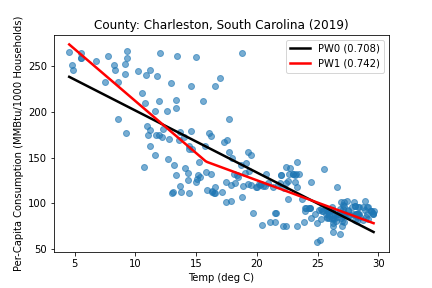 County: Charleston, South Carolina (2019)
PW0 (0.708)
PW1 (0.742)
Per-Capita Consumption (MMBtu/1000 Households)
250
200
150
100
50
5 10 15 20 25 30
Temp (deg C)